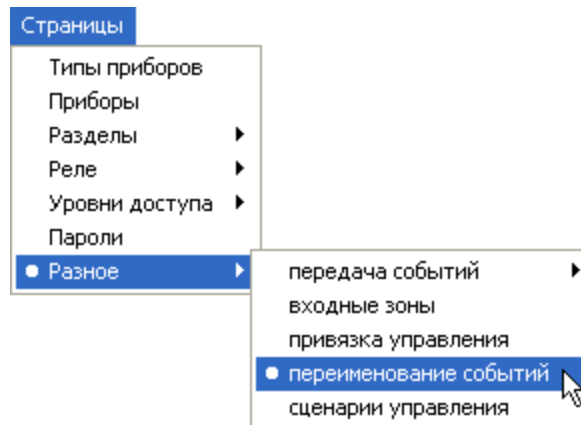 Страницы
Типы приборов
Приборы
Разделы
Реле
Уровни доступа
Пароли
Разное
передача событий
входные зоны
привязка управления
переименование событий
сценарии управления